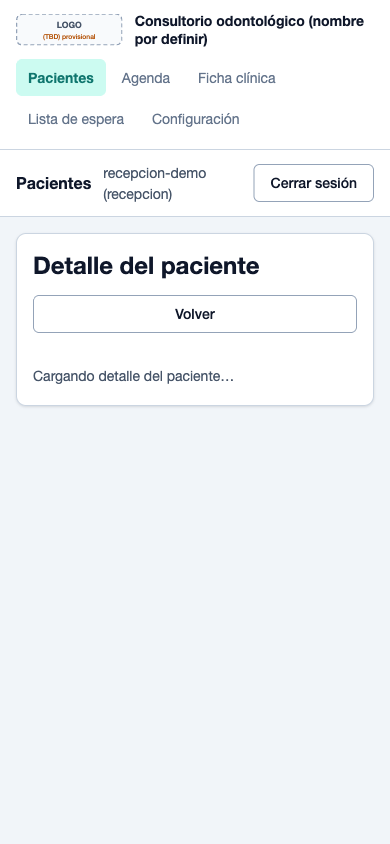 LOGO
(TBD) provisional
Consultorio odontológico (nombre
por definir)
Pacientes
Agenda
Ficha clínica
Lista de espera
Configuración
Pacientes
recepcion-demo
(recepcion)
Cerrar sesión
Detalle del paciente
Volver
Cargando detalle del paciente…